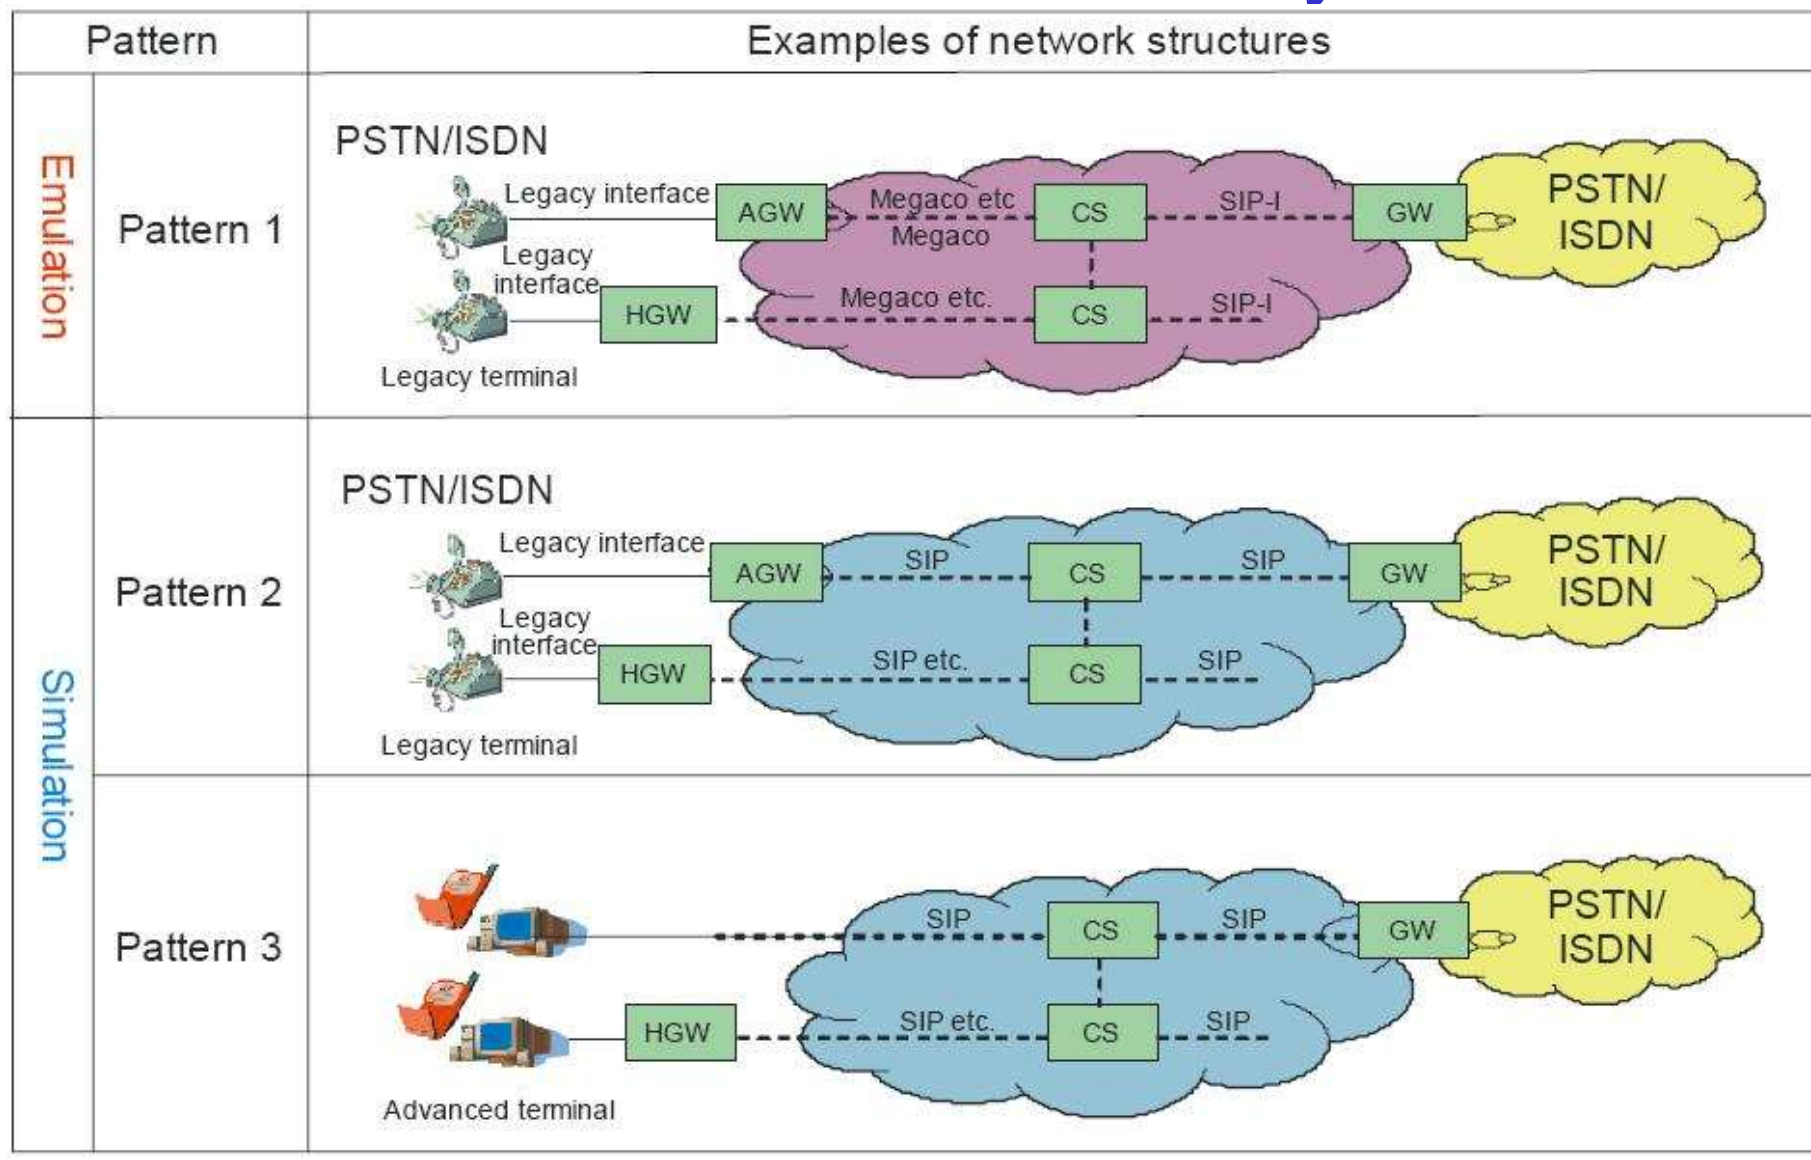 Pattern
Examples of network structures
Emulation
Pattern 1
PSTN/ISDN
Legacy interface
AGW
Megaco etc
Megaco
CS
SIP-I
GW
PSTN/
ISDN
Legacy
interface
HGW
Megaco etc.
CS
SIP-I
Legacy terminal
Simulation
Pattern 2
PSTN/ISDN
Legacy interface
AGW
SIP
CS
SIP
GW
PSTN/
ISDN
Legacy
interface
HGW
SIP etc.
CS
SIP
Legacy terminal
Pattern 3
SIP
CS
SIP
GW
PSTN/
ISDN
HGW
SIP etc.
CS
SIP
Advanced terminal